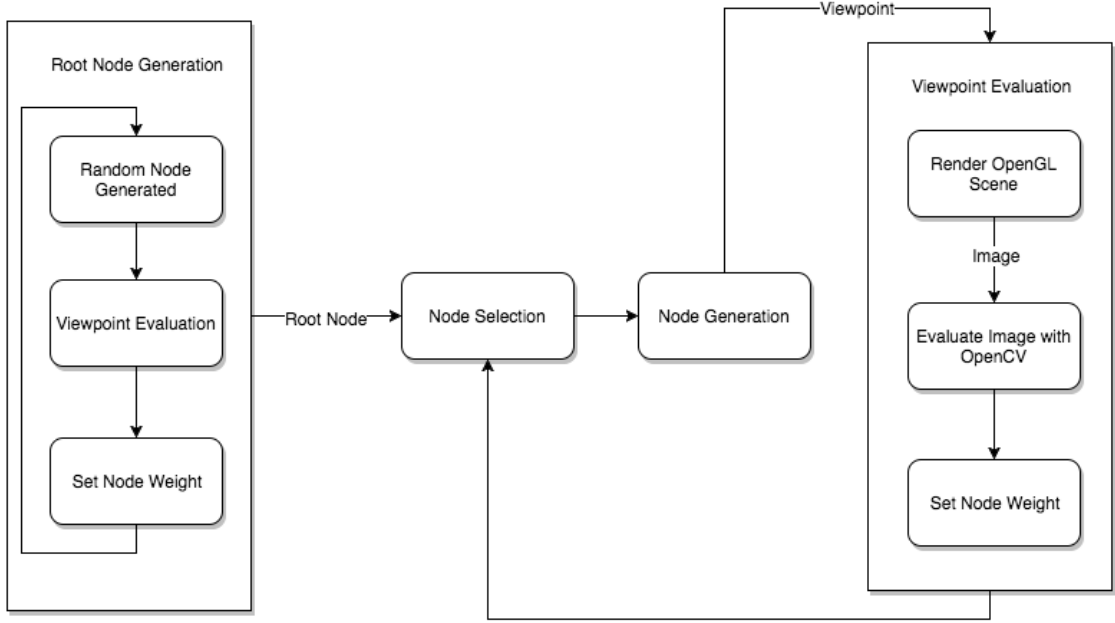 Root Node Generation
Random Node
Generated
Viewpoint Evaluation
Set Node Weight
Root Node
Node Selection
Node Generation
Viewpoint
Viewpoint Evaluation
Render OpenGL
Scene
Image
Evaluate Image with
OpenCV
Set Node Weight